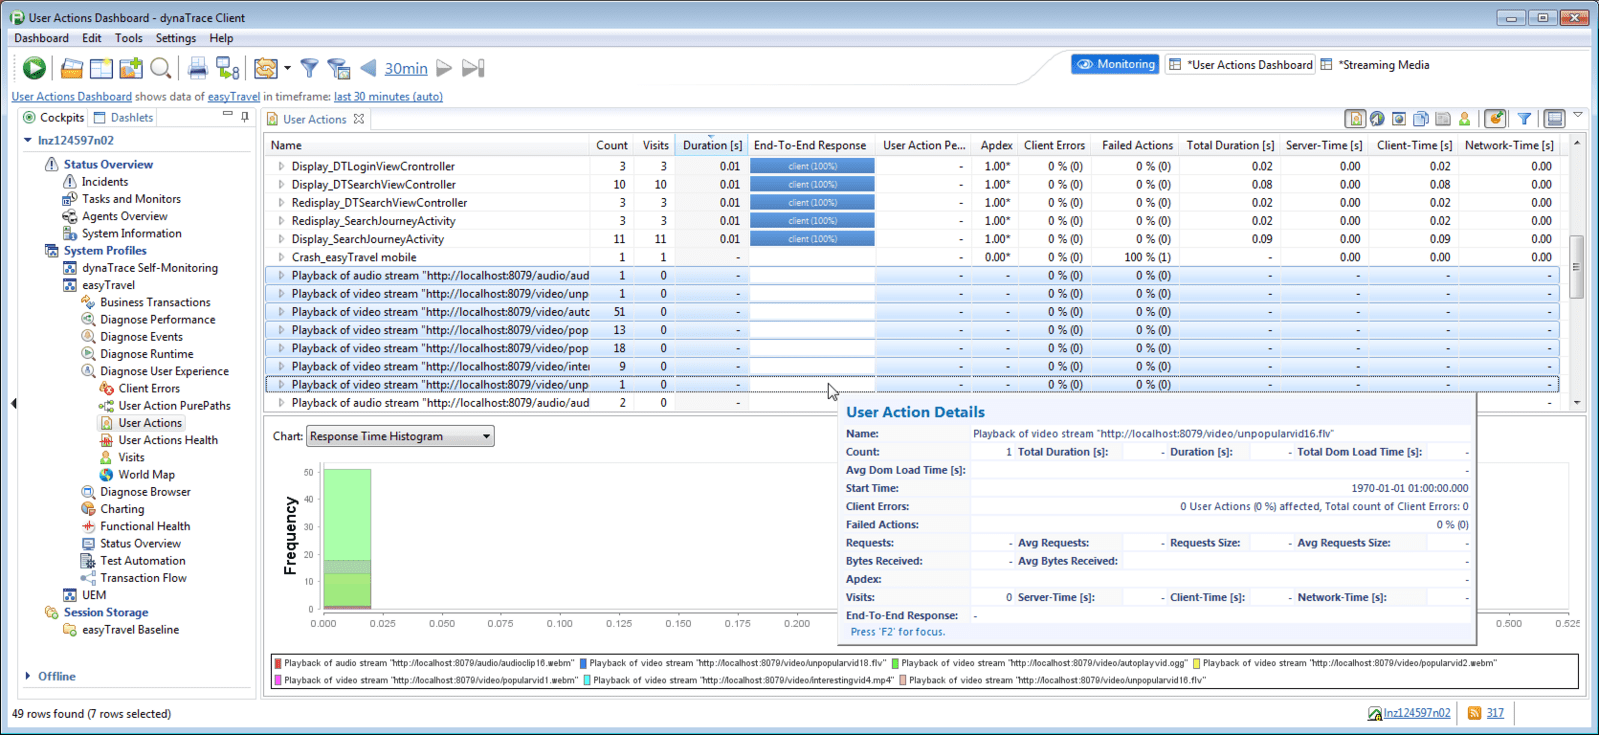 User Actions Dashboard - dynaTrace Client
Dashboard Edit Tools Settings Help
30min
Monitoring *User Actions Dashboard *Streaming Media
User Actions Dashboard shows data of easyTravel in timeframe: last 30 minutes (auto)
Cockpits Dashlets
lnz124597n02
Status Overview
Incidents
Tasks and Monitors
Agents Overview
System Information
System Profiles
dynaTrace Self-Monitoring
easyTravel
Business Transactions
Diagnose Performance
Diagnose Events
Diagnose Runtime
Diagnose User Experience
Client Errors
User Action PurePaths
User Actions
User Actions Health
Visits
World Map
Diagnose Browser
Charting
Functional Health
Status Overview
Test Automation
Transaction Flow
UEM
Session Storage
easyTravel Baseline
Offline
User Actions
Name Count Visits Duration [s] End-To-End Response User Action Pe... Apdex Client Errors Failed Actions Total Duration [s] Server-Time [s] Client-Time [s] Network-Time [s]
Display_DTLoginViewCrontroller 3 3 0.01 client (100%) - 1.00* 0 % (0) 0 % (0) 0.02 0.00 0.02 0.00
Display_DTSearchViewController 10 10 0.01 client (100%) - 1.00* 0 % (0) 0 % (0) 0.08 0.00 0.08 0.00
Redisplay_DTSearchViewController 3 3 0.01 client (100%) - 1.00* 0 % (0) 0 % (0) 0.02 0.00 0.02 0.00
Redisplay_SearchJourneyActivity 3 3 0.01 client (100%) - 1.00* 0 % (0) 0 % (0) 0.02 0.00 0.02 0.00
Display_SearchJourneyActivity 11 11 0.01 client (100%) - 1.00* 0 % (0) 0 % (0) 0.09 0.00 0.09 0.00
Crash_easyTravel mobile 1 1 - - 0.00* 0 % (0) 100 % (1) - 0.00 0.00 0.00
Playback of audio stream "http://localhost:8079/audio/aud 1 0 - - - 0 % (0) 0 % (0) - - - -
Playback of video stream "http://localhost:8079/video/unp 1 0 - - - 0 % (0) 0 % (0) - - - -
Playback of video stream "http://localhost:8079/video/autc 51 0 - - - 0 % (0) 0 % (0) - - - -
Playback of video stream "http://localhost:8079/video/pop 13 0 - - - 0 % (0) 0 % (0) - - - -
Playback of video stream "http://localhost:8079/video/pop 18 0 - - - 0 % (0) 0 % (0) - - - -
Playback of video stream "http://localhost:8079/video/inte 9 0 - - - 0 % (0) 0 % (0) - - - -
Playback of video stream "http://localhost:8079/video/unp 1 0 - - - 0 % (0) 0 % (0) - - - -
Playback of audio stream "http://localhost:8079/audio/aud 2 0 -
User Action Details
Name: Playback of video stream "http://localhost:8079/video/unpopularvid16.flv"
Count: 1 Total Duration [s]: - Duration [s]: - Total Dom Load Time [s]: -
Avg Dom Load Time [s]: -
Start Time: 1970-01-01 01:00:00.000
Client Errors: 0 User Actions (0 %) affected, Total count of Client Errors: 0
Failed Actions: 0 % (0)
Requests: - Avg Requests: - Requests Size: - Avg Requests Size: -
Bytes Received: - Avg Bytes Received: -
Apdex: -
Visits: 0 Server-Time [s]: - Client-Time [s]: - Network-Time [s]: -
End-To-End Response: -
Press 'F2' for focus.
Chart: Response Time Histogram
Frequency
50
40
30
20
10
0
0.000 0.025 0.050 0.075 0.100 0.125 0.150 0.175 0.200 0.500 0.525
Playback of audio stream "http://localhost:8079/audio/audioclip16.webm" Playback of video stream "http://localhost:8079/video/unpopularvid18.flv" Playback of video stream "http://localhost:8079/video/autoplayvid.ogg" Playback of video stream "http://localhost:8079/video/popularvid2.webm"
Playback of video stream "http://localhost:8079/video/popularvid1.webm" Playback of video stream "http://localhost:8079/video/interestingvid4.mp4" Playback of video stream "http://localhost:8079/video/unpopularvid16.flv"
49 rows found (7 rows selected) lnz124597n02 317